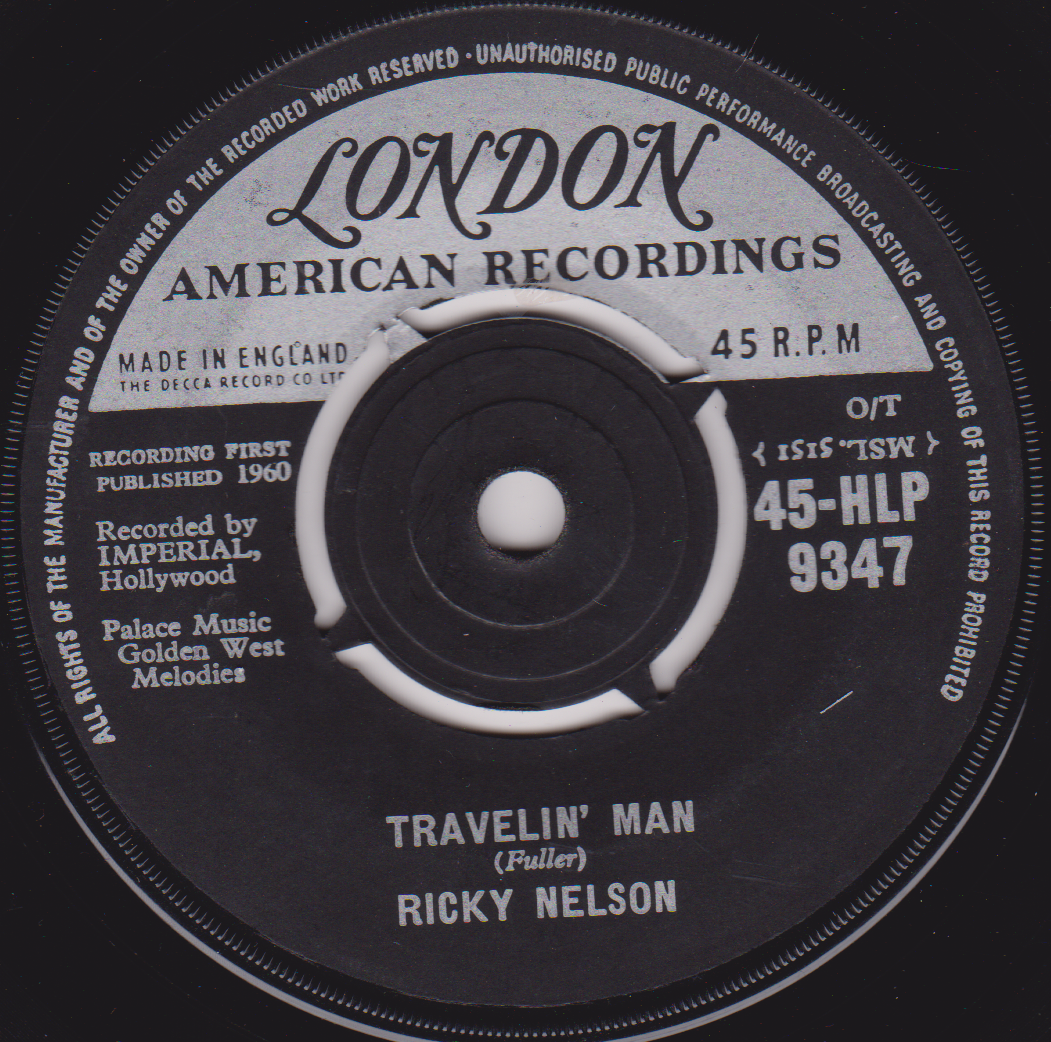 ALL RIGHTS OF THE MANUFACTURER AND OF THE OWNER OF THE RECORDED WORK RESERVED · UNAUTHORISED PUBLIC PERFORMANCE BROADCASTING AND COPYING OF THIS RECORD PROHIBITED
LONDON
AMERICAN RECORDINGS
MADE IN ENGLAND
THE DECCA RECORD CO LTD
45 R.P.M
O/T
( MSL. 5151 )
RECORDING FIRST
PUBLISHED 1960
45-HLP
9347
Recorded by
IMPERIAL,
Hollywood
Palace Music
Golden West
Melodies
TRAVELIN' MAN
(Fuller)
RICKY NELSON